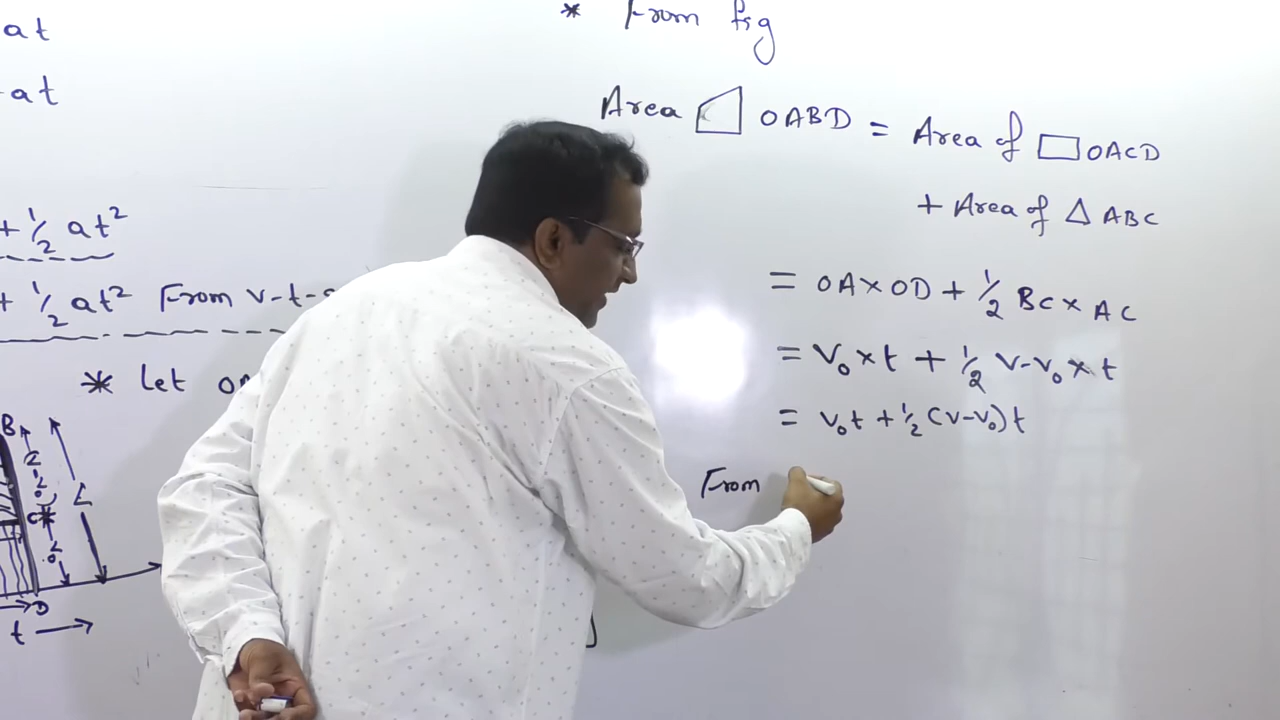 at
at
+ 1/2 at²
+ 1/2 at² From v-t-
* Let
B
C
D
t →
* From fig
Area OABD = Area of OACD
+ Area of Δ ABC
= OA × OD + 1/2 BC × AC
= V₀ × t + 1/2 V-V₀ × t
= V₀t + 1/2 (V-V₀)t
From